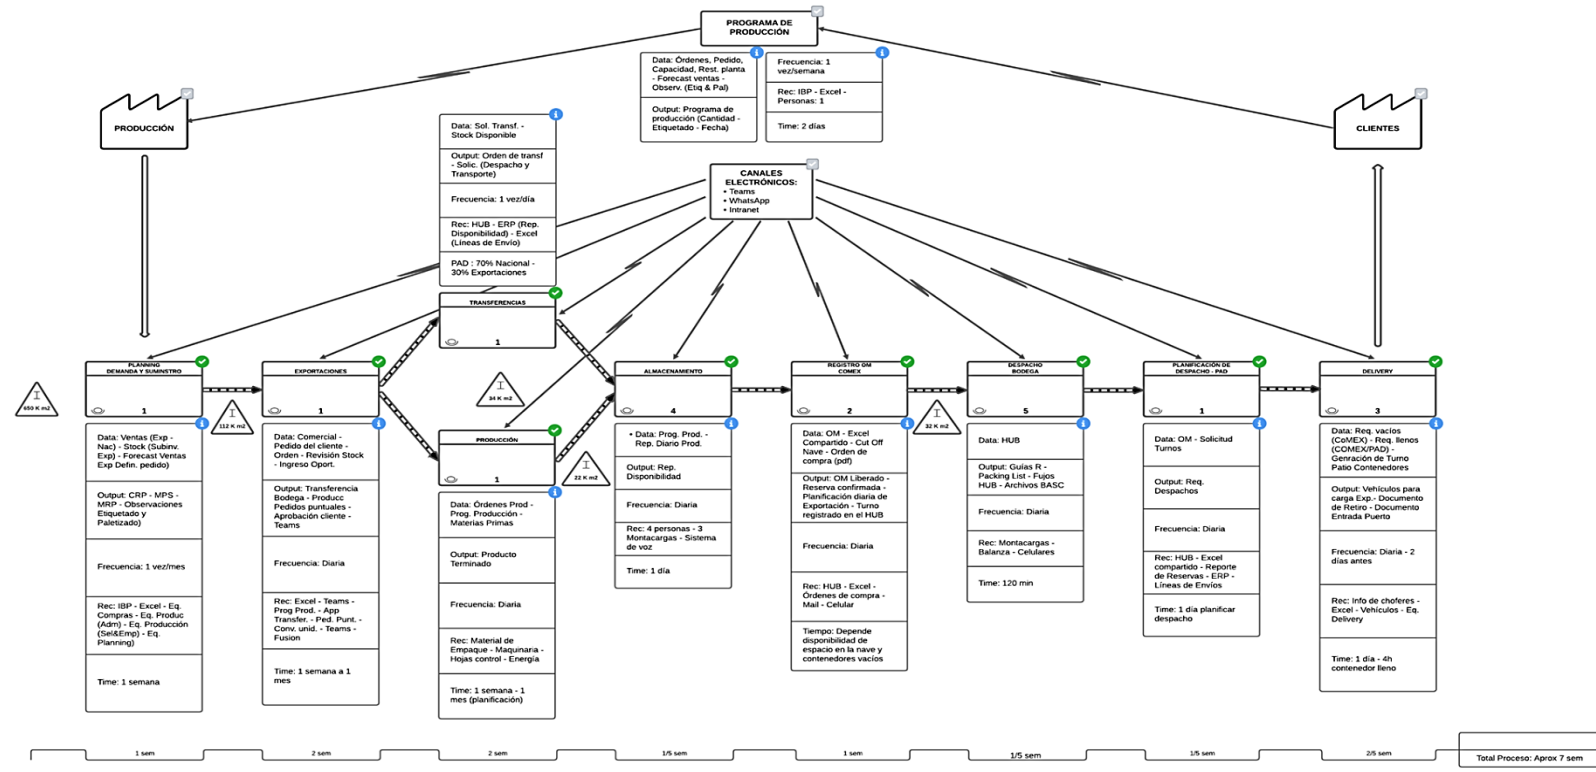 PROGRAMA DE
PRODUCCIÓN
Data: Órdenes, Pedido,
Capacidad, Rest. planta
- Forecast ventas -
Observ. (Etiq & Pal)
Output: Programa de
producción (Cantidad -
Etiquetado - Fecha)
Frecuencia: 1
vez/semana
Rec: IBP - Excel -
Personas: 1
Time: 2 días
PRODUCCIÓN
CLIENTES
CANALES
ELECTRÓNICOS:
• Teams
• WhatsApp
• Intranet
Data: Sol. Transf. -
Stock Disponible
Output: Orden de transf
- Solic. (Despacho y
Transporte)
Frecuencia: 1 vez/día
Rec: HUB - ERP (Rep.
Disponibilidad) - Excel
(Líneas de Envío)
PAD : 70% Nacional -
30% Exportaciones
TRANSFERENCIAS
1
650 K m2
PLANNING
DEMANDA Y SUMINSTRO
1
Data: Ventas (Exp -
Nac) - Stock (Subinv.
Exp) - Forecast Ventas
Exp Defin. pedido)
Output: CRP - MPS -
MRP - Observaciones
Etiquetado y
Paletizado)
Frecuencia: 1 vez/mes
Rec: IBP - Excel - Eq.
Compras - Eq. Produc
(Adm) - Eq. Producción
(Sel&Emp) - Eq.
Planning)
Time: 1 semana
112 K m2
EXPORTACIONES
1
Data: Comercial -
Pedido del cliente -
Orden - Revisión Stock
- Ingreso Oport.
Output: Transferencia
Bodega - Producc
Pedidos puntuales -
Aprobación cliente -
Teams
Frecuencia: Diaria
Rec: Excel - Teams -
Prog Prod. - App
Transfer. - Ped. Punt. -
Conv. unid. - Teams -
Fusion
Time: 1 semana a 1
mes
34 K m2
PRODUCCIÓN
1
22 K m2
Data: Órdenes Prod -
Prog. Producción -
Materias Primas
Output: Producto
Terminado
Frecuencia: Diaria
Rec: Material de
Empaque - Maquinaria -
Hojas control - Energía
Time: 1 semana - 1
mes (planificación)
ALMACENAMIENTO
4
• Data: Prog. Prod. -
Rep. Diario Prod.
Output: Rep.
Disponibilidad
Frecuencia: Diaria
Rec: 4 personas - 3
Montacargas - Sistema
de voz
Time: 1 día
REGISTRO OM
COMEX
2
Data: OM - Excel
Compartido - Cut Off
Nave - Orden de
compra (pdf)
Output: OM Liberado -
Reserva confirmada -
Planificación diaria de
Exportación - Turno
registrado en el HUB
Frecuencia: Diaria
Rec: HUB - Excel -
Órdenes de compra -
Mail - Celular
Tiempo: Depende
disponibilidad de
espacio en la nave y
contenedores vacíos
32 K m2
DESPACHO
BODEGA
5
Data: HUB
Output: Guías R -
Packing List - Fujos
HUB - Archivos BASC
Frecuencia: Diaria
Rec: Montacargas -
Balanza - Celulares
Time: 120 min
PLANIFICACIÓN DE
DESPACHO - PAD
1
Data: OM - Solicitud
Turnos
Output: Req.
Despachos
Frecuencia: Diaria
Rec: HUB - Excel
compartido - Reporte
de Reservas - ERP -
Líneas de Envíos
Time: 1 día planificar
despacho
DELIVERY
3
Data: Req. vacíos
(CoMEX) - Req. llenos
(COMEX/PAD) -
Genración de Turno
Patio Contenedores
Output: Vehículos para
carga Exp.- Documento
de Retiro - Documento
Entrada Puerto
Frecuencia: Diaria - 2
días antes
Rec: Info de choferes -
Excel - Vehículos - Eq.
Delivery
Time: 1 día - 4h
contenedor lleno
1 sem
2 sem
2 sem
1/5 sem
1 sem
1/5 sem
1/5 sem
2/5 sem
Total Proceso: Aprox 7 sem